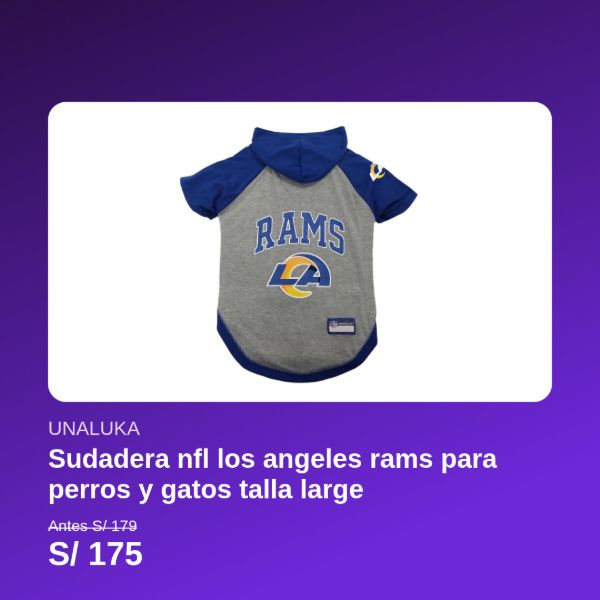 RAMS
LA
UNALUKA
Sudadera nfl los angeles rams para
perros y gatos talla large
Antes S/ 179
S/ 175